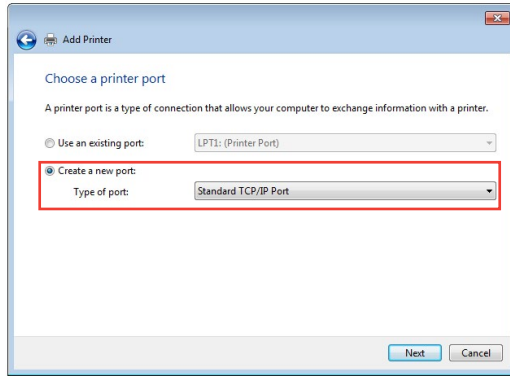 Add Printer
Choose a printer port
A printer port is a type of connection that allows your computer to exchange information with a printer.
Use an existing port: LPT1: (Printer Port)
Create a new port:
Type of port: Standard TCP/IP Port
Next Cancel